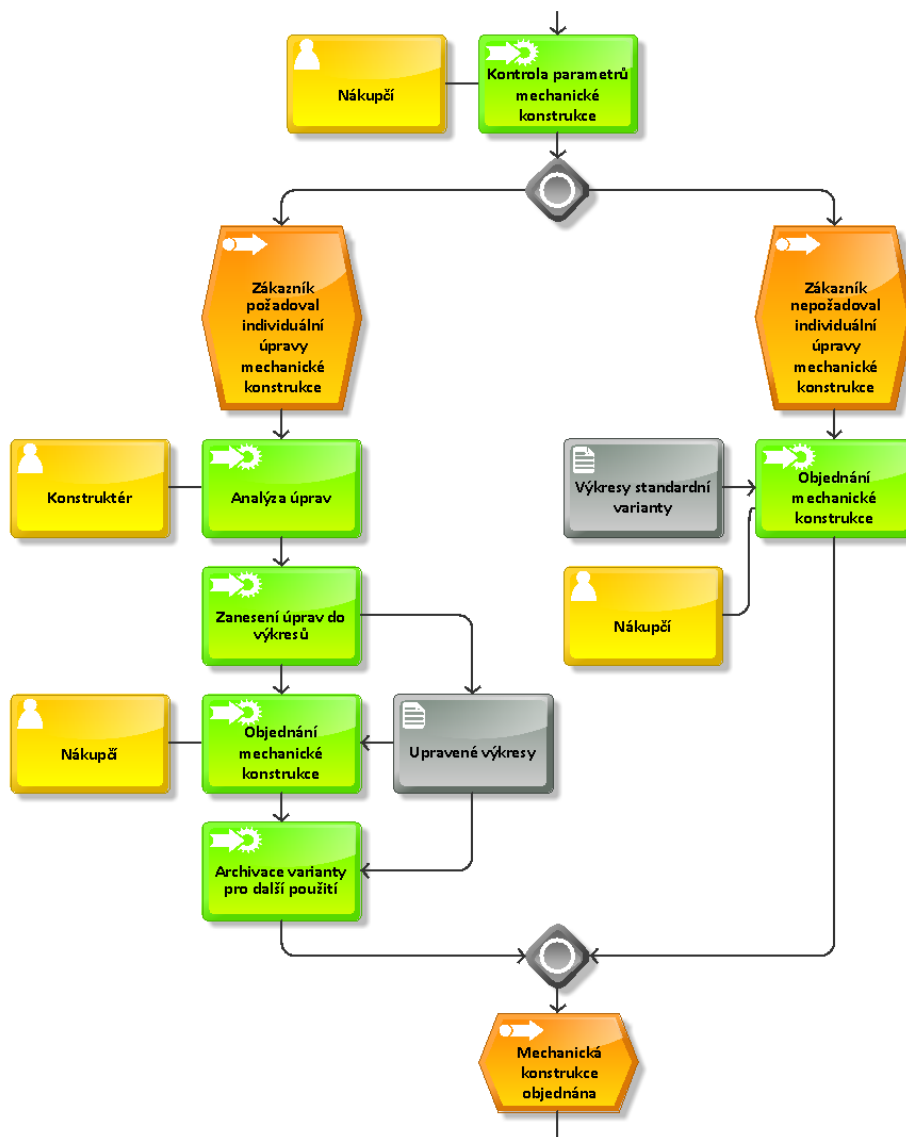 Nákupčí
Kontrola parametrů
mechanické
konstrukce
Zákazník
požadoval
individuální
úpravy
mechanické
konstrukce
Zákazník
nepožadoval
individuální
úpravy
mechanické
konstrukce
Konstruktér
Analýza úprav
Výkresy standardní
varianty
Objednání
mechanické
konstrukce
Zanesení úprav do
výkresů
Nákupčí
Nákupčí
Objednání
mechanické
konstrukce
Upravené výkresy
Archivace varianty
pro další použití
Mechanická
konstrukce
objednána